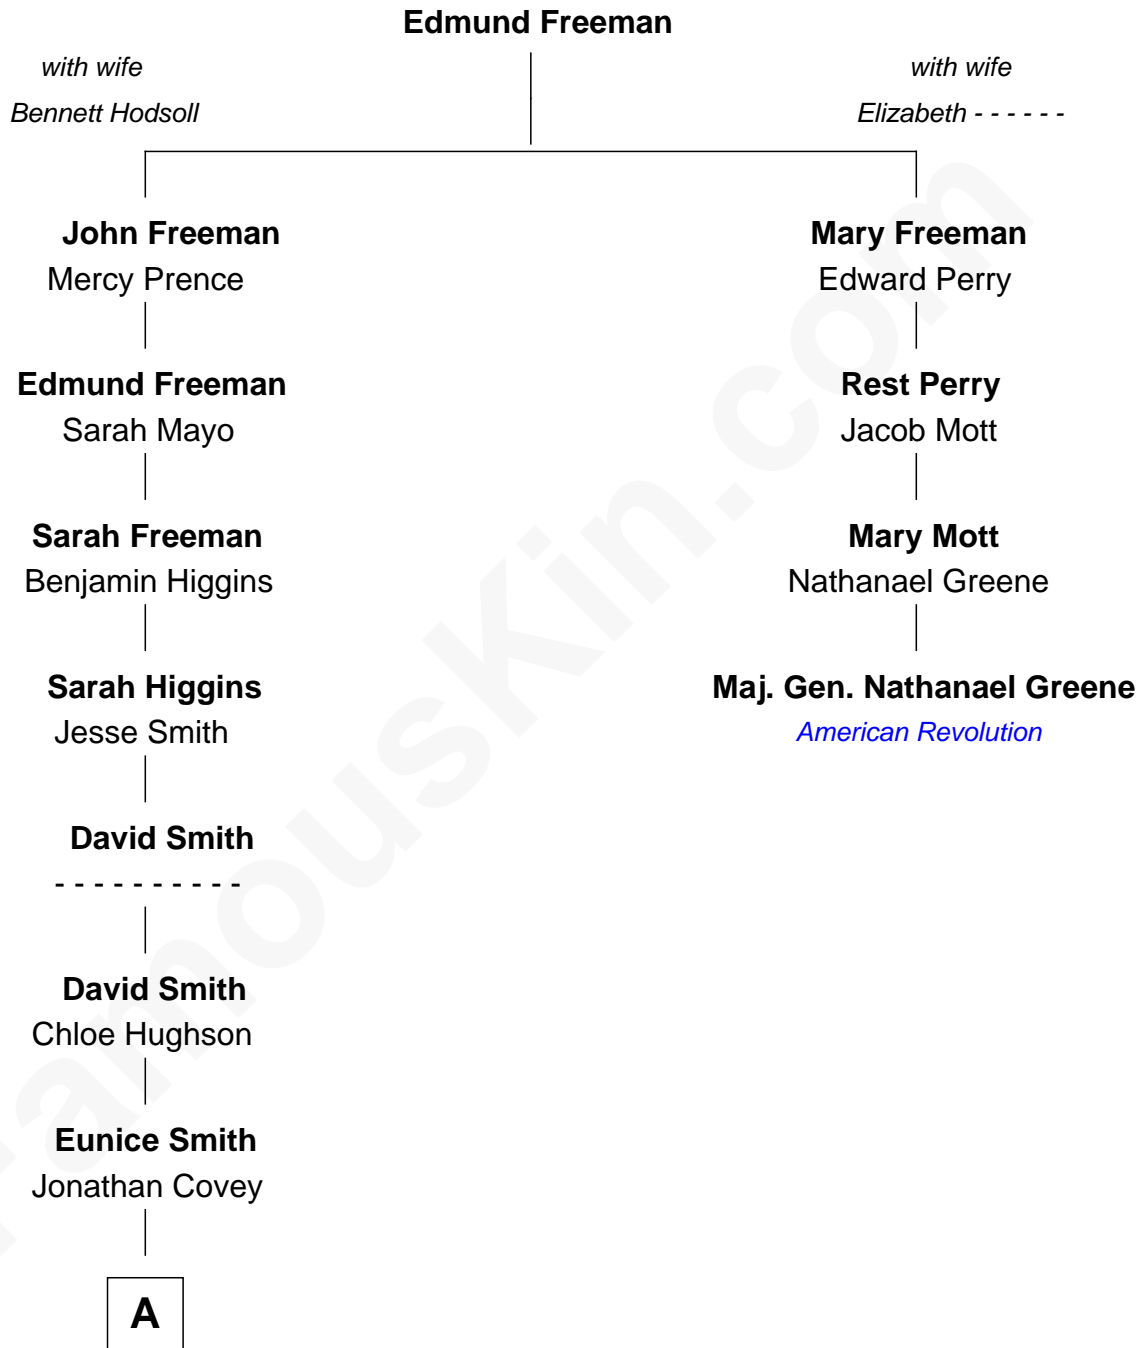 Edmund Freeman
with wife
Bennett Hodsoll
with wife
Elizabeth - - - - - -
John Freeman
Mercy Prence
Mary Freeman
Edward Perry
Edmund Freeman
Sarah Mayo
Rest Perry
Jacob Mott
Sarah Freeman
Benjamin Higgins
Mary Mott
Nathanael Greene
Sarah Higgins
Jesse Smith
Maj. Gen. Nathanael Greene
American Revolution
David Smith
- - - - - - - - - -
David Smith
Chloe Hughson
Eunice Smith
Jonathan Covey
A
FamousKin.com